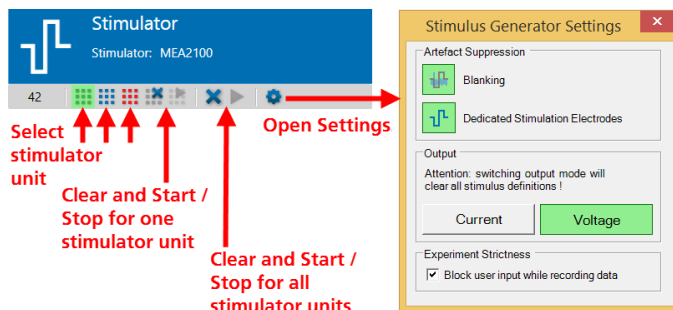 Stimulator
Stimulator: MEA2100
42
Select
stimulator
unit
Open Settings
Clear and Start /
Stop for one
stimulator unit
Clear and Start /
Stop for all
stimulator units
Stimulus Generator Settings
Artefact Suppression
Blanking
Dedicated Stimulation Electrodes
Output
Attention: switching output mode will
clear all stimulus definitions !
Current
Voltage
Experiment Strictness
Block user input while recording data